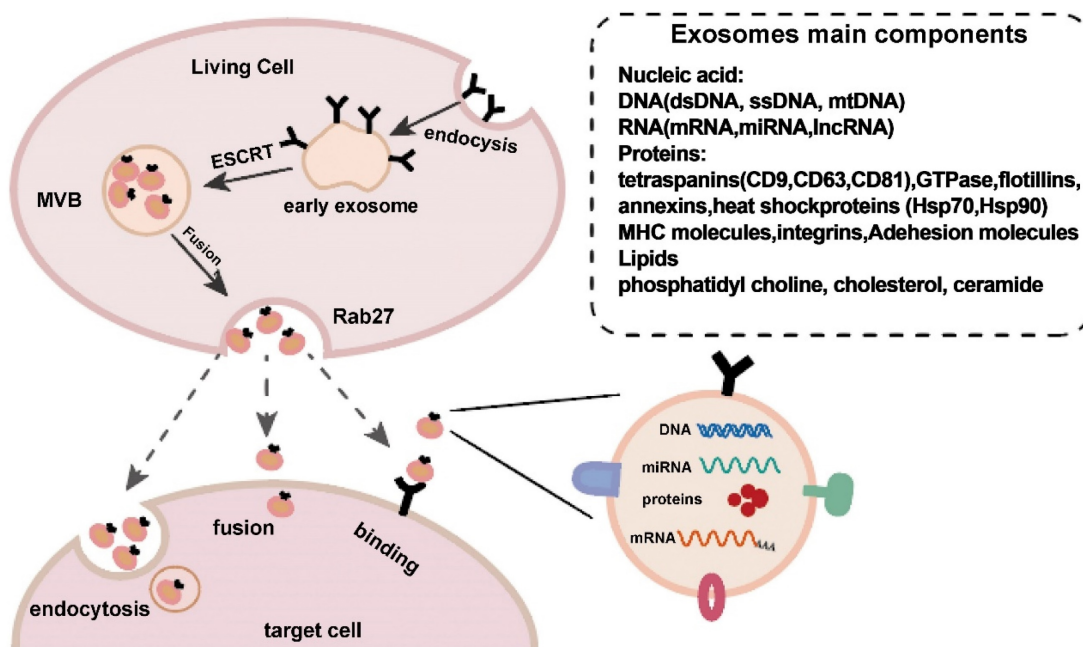 Living Cell
endocysis
ESCRT
early exosome
MVB
Fusion
Rab27
Exosomes main components
Nucleic acid:
DNA(dsDNA, ssDNA, mtDNA)
RNA(mRNA,miRNA,lncRNA)
Proteins:
tetraspanins(CD9,CD63,CD81),GTPase,flotillins,
annexins,heat shockproteins (Hsp70,Hsp90)
MHC molecules,integrins,Adehesion molecules
Lipids
phosphatidyl choline, cholesterol, ceramide
fusion
binding
endocytosis
target cell
DNA
miRNA
proteins
mRNA
AAA